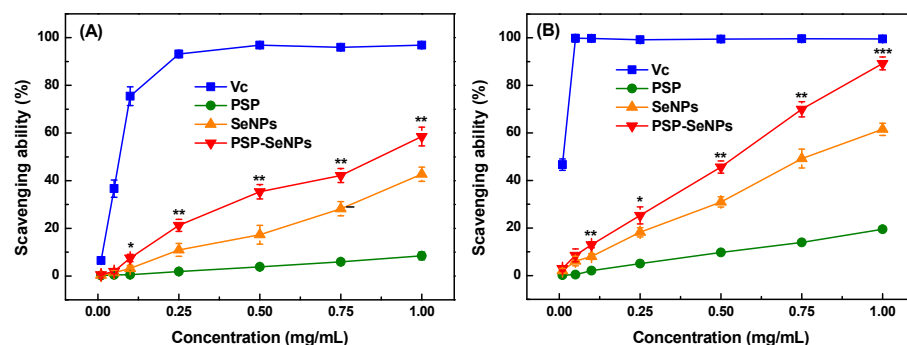 (A)
Scavenging ability (%)
100
80
60
40
20
0
Vc
PSP
SeNPs
PSP-SeNPs
*
**
**
**
**
0.00 0.25 0.50 0.75 1.00
Concentration (mg/mL)
(B)
Scavenging ability (%)
100
80
60
40
20
0
Vc
PSP
SeNPs
PSP-SeNPs
**
*
**
**
***
0.00 0.25 0.50 0.75 1.00
Concentration (mg/mL)